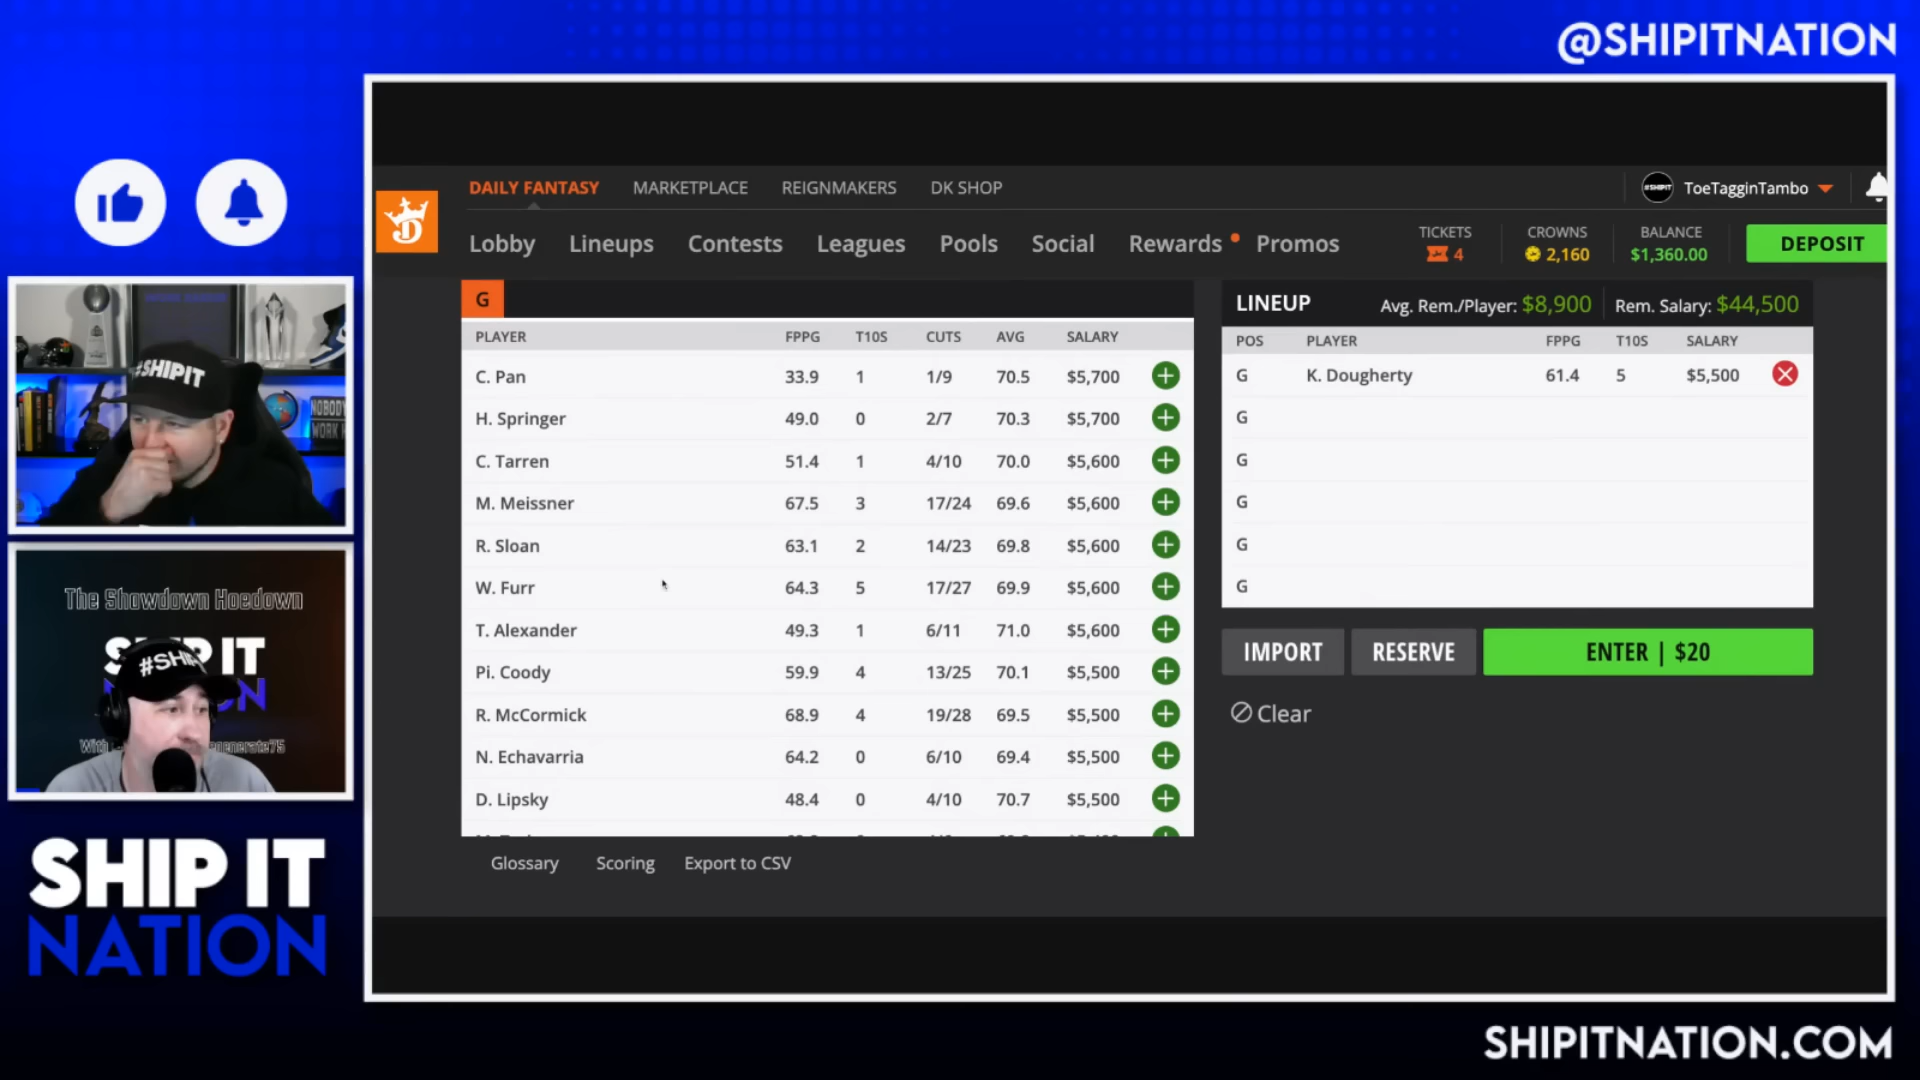 @SHIPITNATION
DAILY FANTASY MARKETPLACE REIGNMAKERS DK SHOP
#SHIPIT ToeTagginTambo
Lobby Lineups Contests Leagues Pools Social Rewards Promos
TICKETS 4
CROWNS 2,160
BALANCE $1,360.00
DEPOSIT
G
PLAYER FPPG T10S CUTS AVG SALARY
C. Pan 33.9 1 1/9 70.5 $5,700
H. Springer 49.0 0 2/7 70.3 $5,700
C. Tarren 51.4 1 4/10 70.0 $5,600
M. Meissner 67.5 3 17/24 69.6 $5,600
R. Sloan 63.1 2 14/23 69.8 $5,600
W. Furr 64.3 5 17/27 69.9 $5,600
T. Alexander 49.3 1 6/11 71.0 $5,600
Pi. Coody 59.9 4 13/25 70.1 $5,500
R. McCormick 68.9 4 19/28 69.5 $5,500
N. Echavarria 64.2 0 6/10 69.4 $5,500
D. Lipsky 48.4 0 4/10 70.7 $5,500
Glossary Scoring Export to CSV
LINEUP Avg. Rem./Player: $8,900 Rem. Salary: $44,500
POS PLAYER FPPG T10S SALARY
G K. Dougherty 61.4 5 $5,500
G
G
G
G
G
IMPORT RESERVE ENTER | $20
Clear
#SHIPIT
NOBODY
WORK
The Showdown Hoedown
SHIP IT
With
SHIP IT
NATION
SHIPITNATION.COM